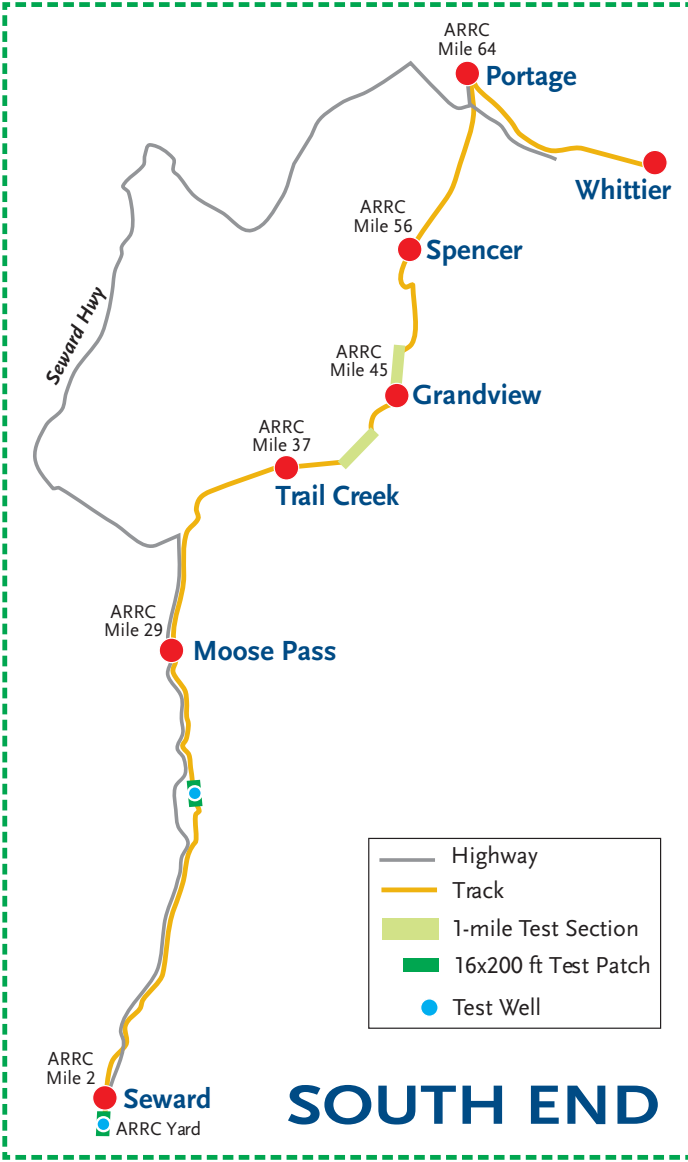 ARRC
Mile 64
Portage
Whittier
ARRC
Mile 56
Spencer
Seward Hwy
ARRC
Mile 45
Grandview
ARRC
Mile 37
Trail Creek
ARRC
Mile 29
Moose Pass
Highway
Track
1-mile Test Section
16x200 ft Test Patch
Test Well
ARRC
Mile 2
Seward
ARRC Yard
SOUTH END